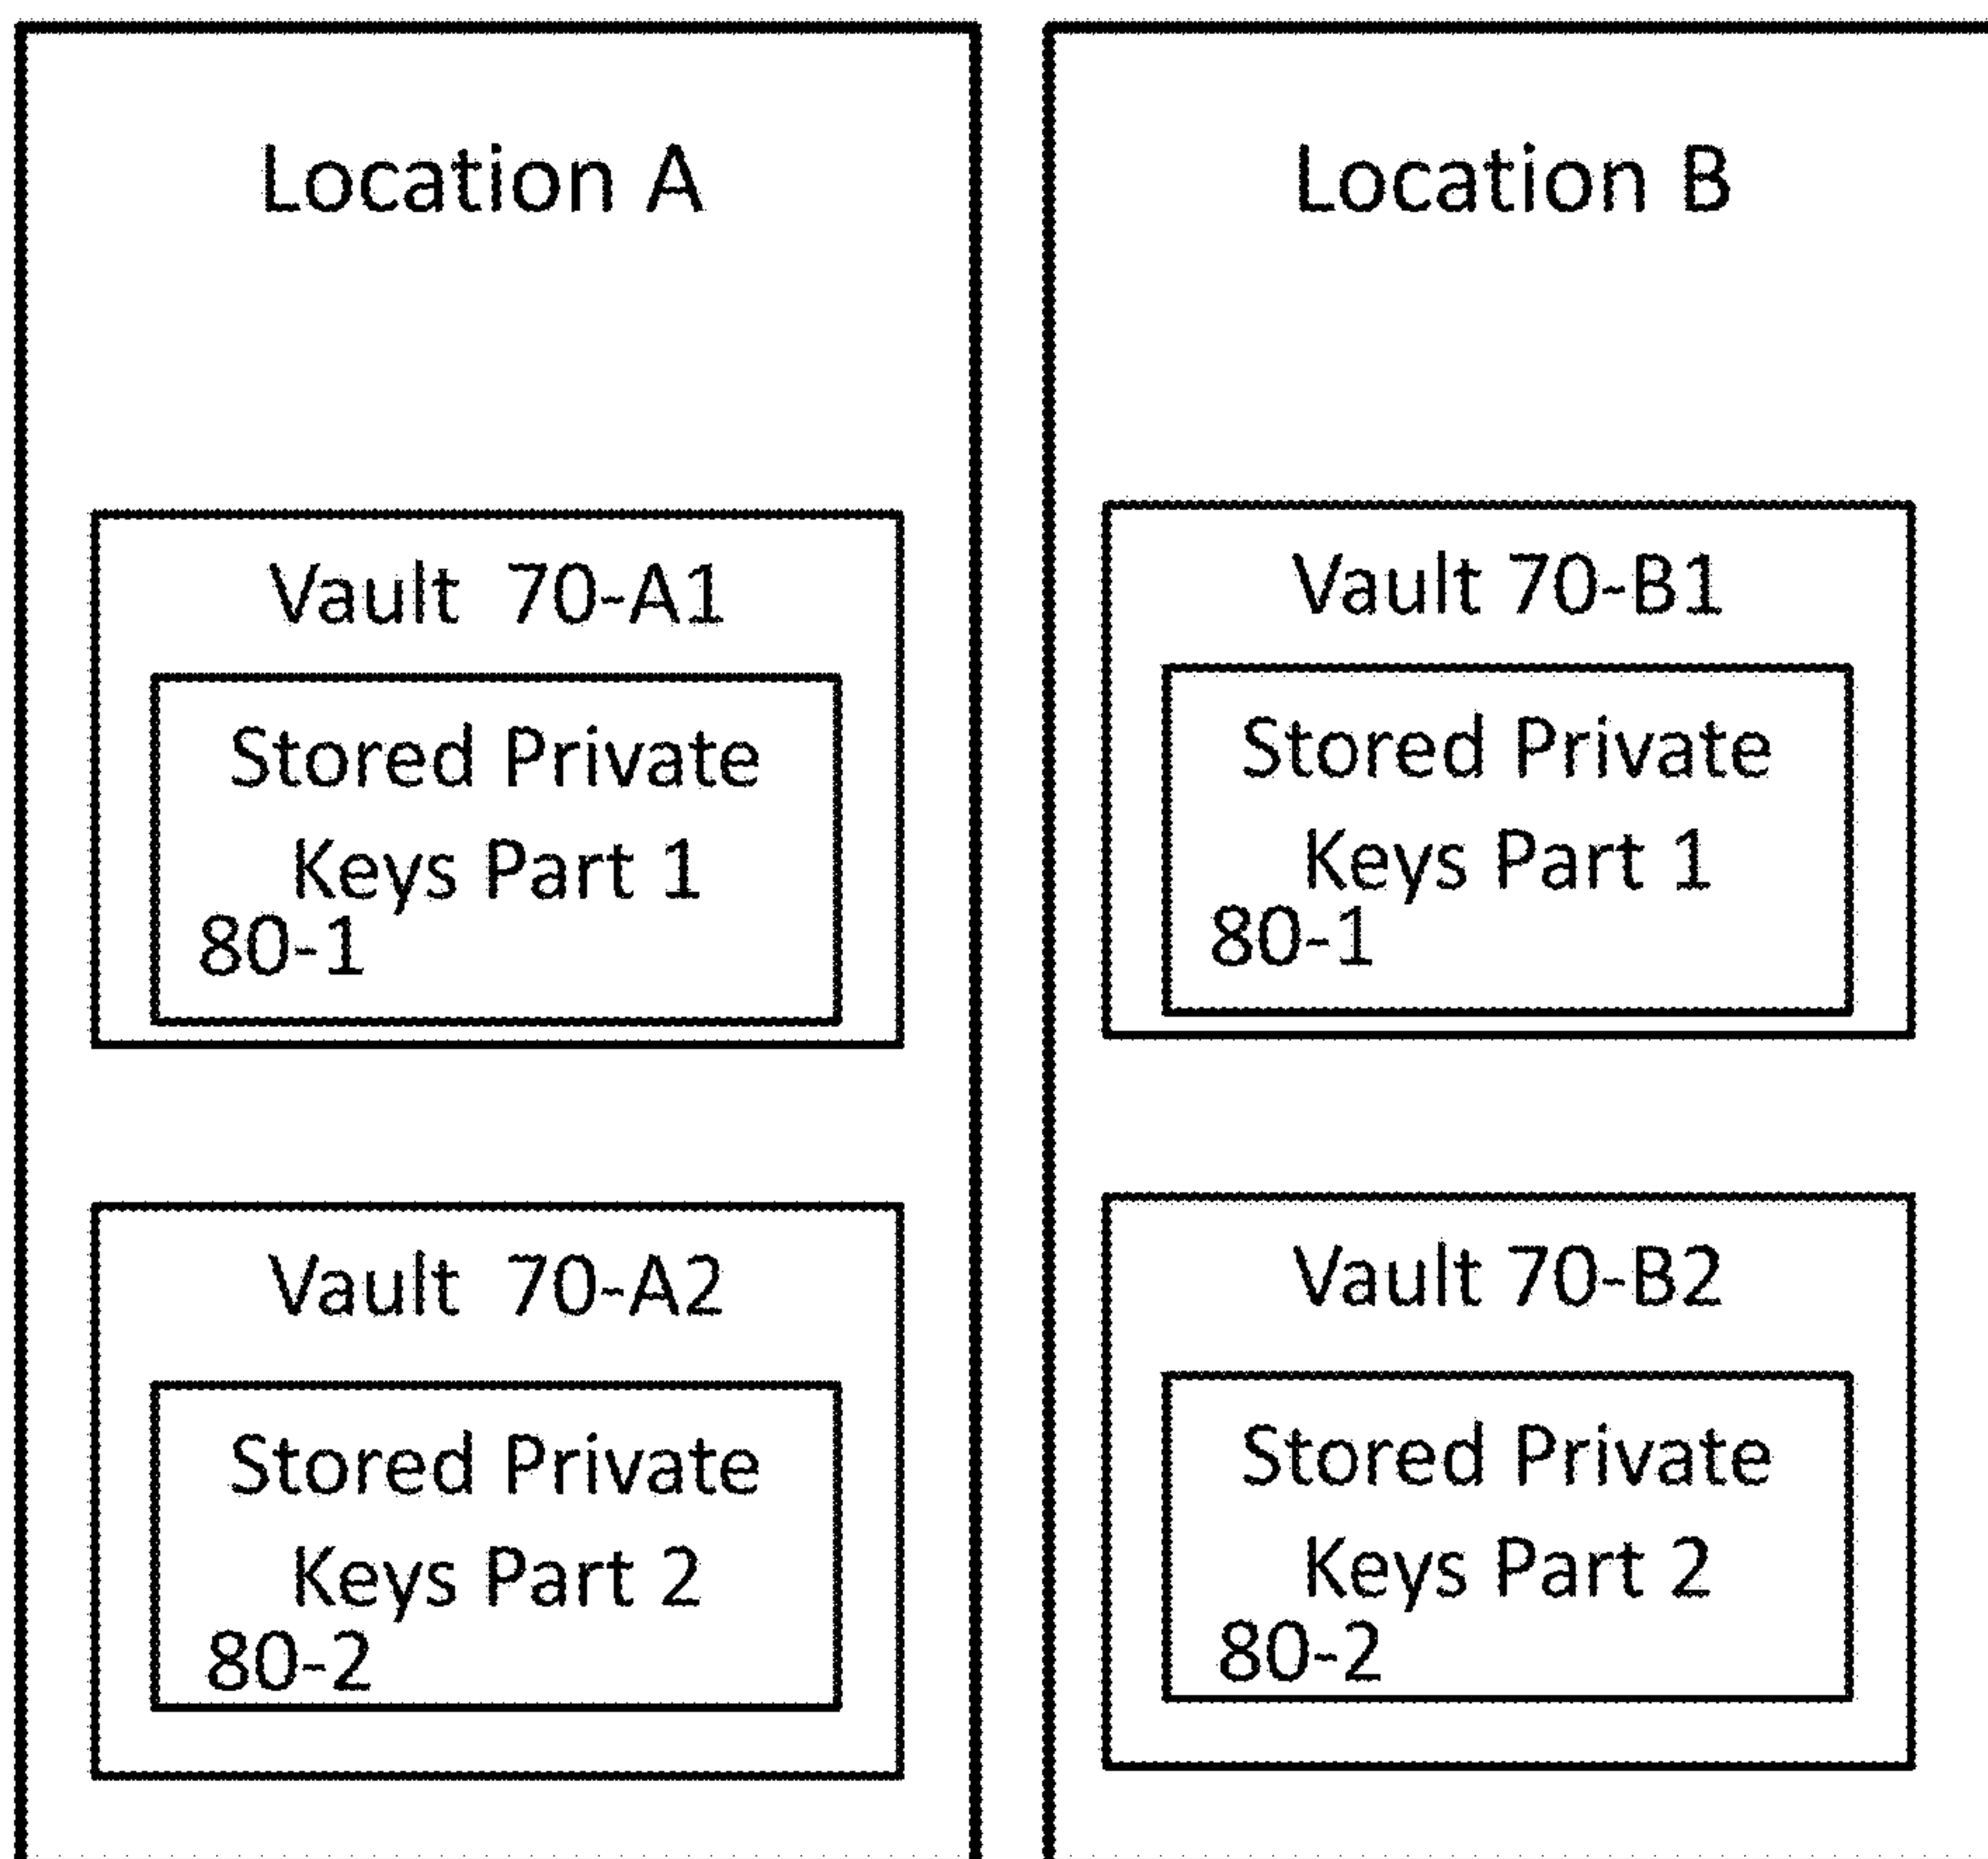 Location A
Vault 70-A1
Stored Private
Keys Part 1
80-1
Vault 70-A2
Stored Private
Keys Part 2
80-2
Location B
Vault 70-B1
Stored Private
Keys Part 1
80-1
Vault 70-B2
Stored Private
Keys Part 2
80-2